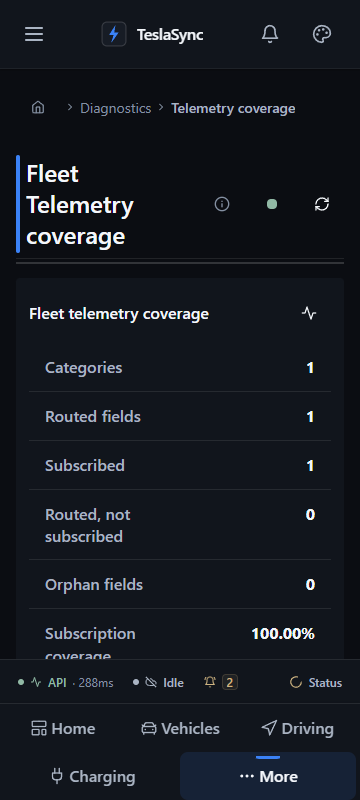 TeslaSync
Diagnostics
Telemetry coverage
Fleet
Telemetry
coverage
Fleet telemetry coverage
Categories 1
Routed fields 1
Subscribed 1
Routed, not
subscribed 0
Orphan fields 0
Subscription
coverage 100.00%
API · 288ms Idle 2 Status
Home Vehicles Driving
Charging More